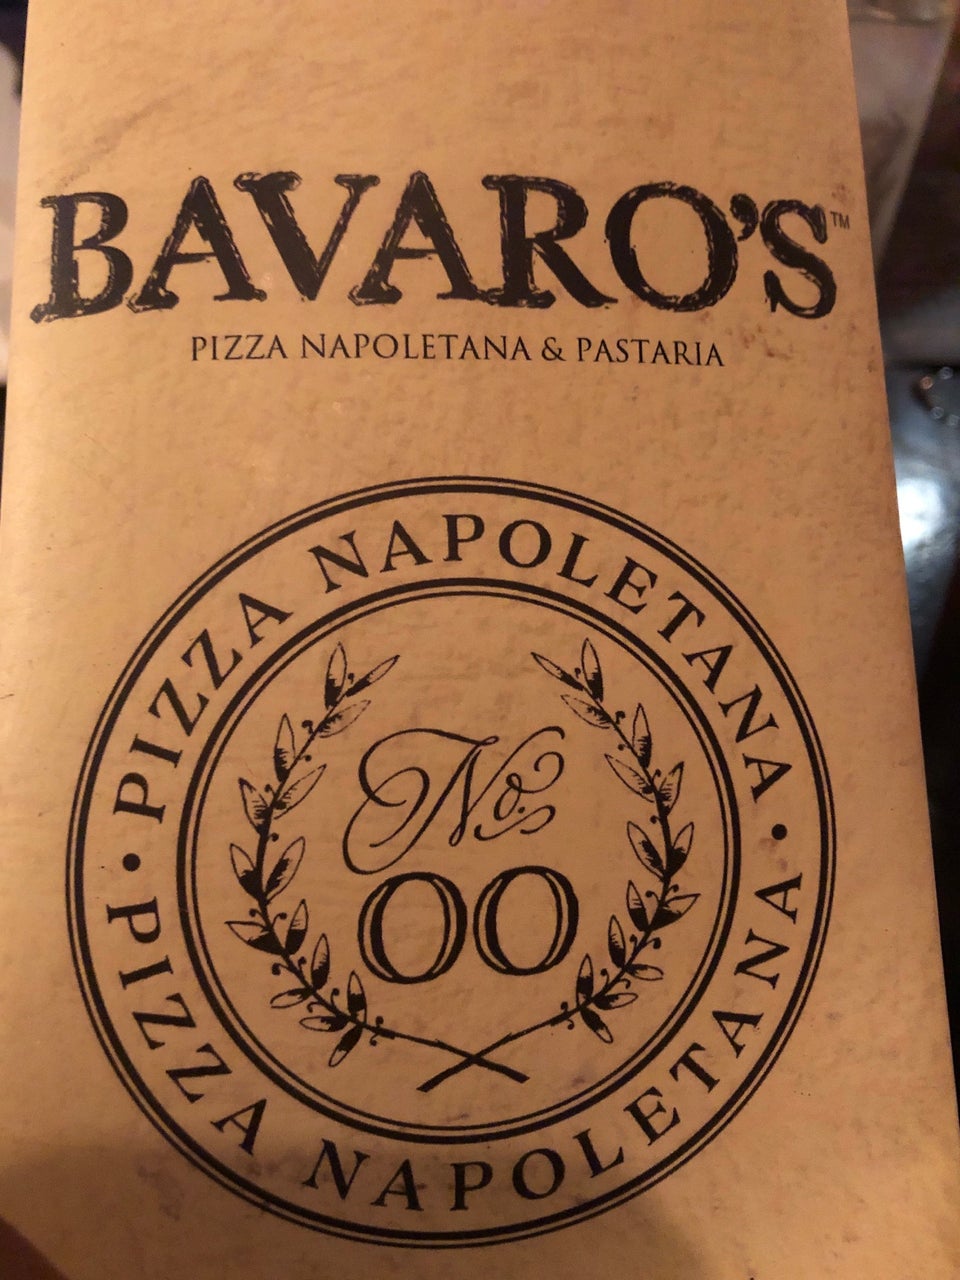 BAVARO'S™
PIZZA NAPOLETANA & PASTARIA
• PIZZA NAPOLETANA •
No.
00
PIZZA NAPOLETANA